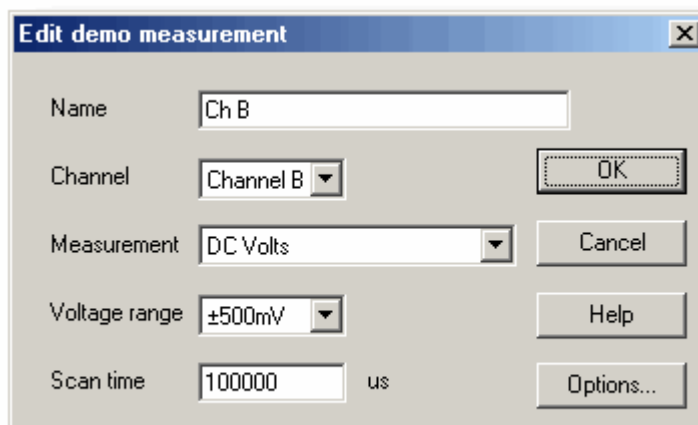 Edit demo measurement
Name Ch B
Channel Channel B OK
Measurement DC Volts Cancel
Voltage range ±500mV Help
Scan time 100000 us Options...